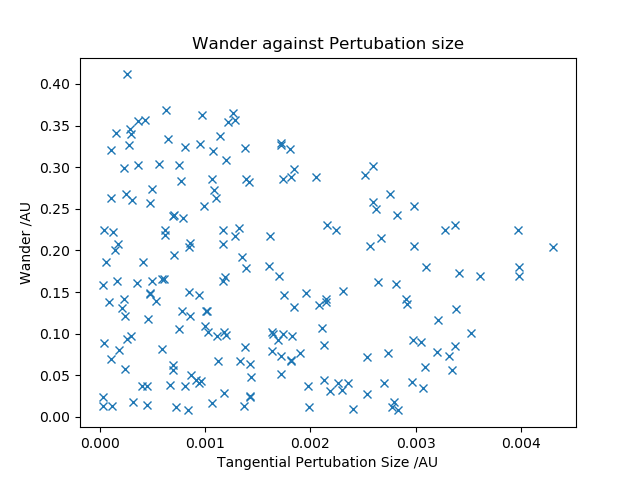 Wander against Pertubation size
0.40
0.35
0.30
0.25
0.20
0.15
0.10
0.05
0.00
Wander /AU
0.000 0.001 0.002 0.003 0.004
Tangential Pertubation Size /AU